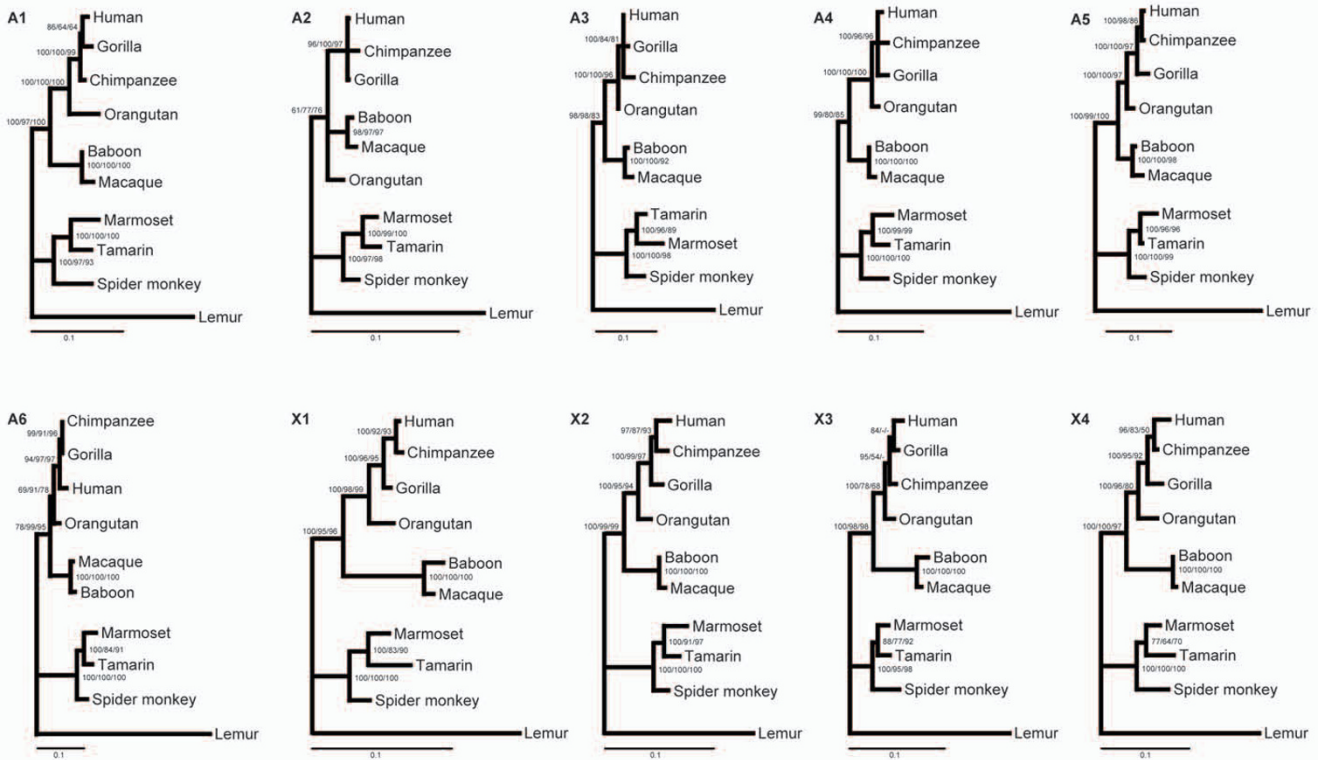 A1
Human
86/64/64
Gorilla
100/100/99
Chimpanzee
100/100/100
Orangutan
100/97/100
Baboon
100/100/100
Macaque
Marmoset
100/100/100
Tamarin
100/97/93
Spider monkey
Lemur
0.1
A2
Human
96/100/97
Chimpanzee
Gorilla
61/77/76
Baboon
98/97/97
Macaque
Orangutan
Marmoset
100/99/100
Tamarin
100/97/98
Spider monkey
Lemur
0.1
A3
Human
100/84/81
Gorilla
100/100/96
Chimpanzee
Orangutan
98/98/83
Baboon
100/100/92
Macaque
Tamarin
100/96/89
Marmoset
100/100/98
Spider monkey
Lemur
0.1
A4
Human
100/96/96
Chimpanzee
100/100/100
Gorilla
Orangutan
99/80/85
Baboon
100/100/100
Macaque
Marmoset
100/99/99
Tamarin
100/100/100
Spider monkey
Lemur
0.1
A5
Human
100/98/86
Chimpanzee
100/100/97
Gorilla
100/100/97
Orangutan
100/99/100
Baboon
100/100/98
Macaque
Marmoset
100/96/96
Tamarin
100/100/99
Spider monkey
Lemur
0.1
A6
Chimpanzee
99/91/96
Gorilla
94/97/97
Human
69/91/78
Orangutan
78/99/95
Macaque
100/100/100
Baboon
Marmoset
100/84/91
Tamarin
100/100/100
Spider monkey
Lemur
0.1
X1
Human
100/92/93
Chimpanzee
100/96/95
Gorilla
100/98/99
Orangutan
100/95/96
Baboon
100/100/100
Macaque
Marmoset
100/83/90
Tamarin
100/100/100
Spider monkey
Lemur
0.1
X2
Human
97/87/93
Chimpanzee
100/99/97
Gorilla
100/95/94
Orangutan
100/99/99
Baboon
100/100/100
Macaque
Marmoset
100/91/97
Tamarin
100/100/100
Spider monkey
Lemur
0.1
X3
Human
84/-/-
Gorilla
95/54/-
Chimpanzee
100/78/68
Orangutan
100/98/98
Baboon
100/100/100
Macaque
Marmoset
88/77/92
Tamarin
100/95/98
Spider monkey
Lemur
0.1
X4
Human
96/83/50
Chimpanzee
100/95/92
Gorilla
100/96/80
Orangutan
100/100/97
Baboon
100/100/100
Macaque
Marmoset
77/64/70
Tamarin
100/100/100
Spider monkey
Lemur
0.1